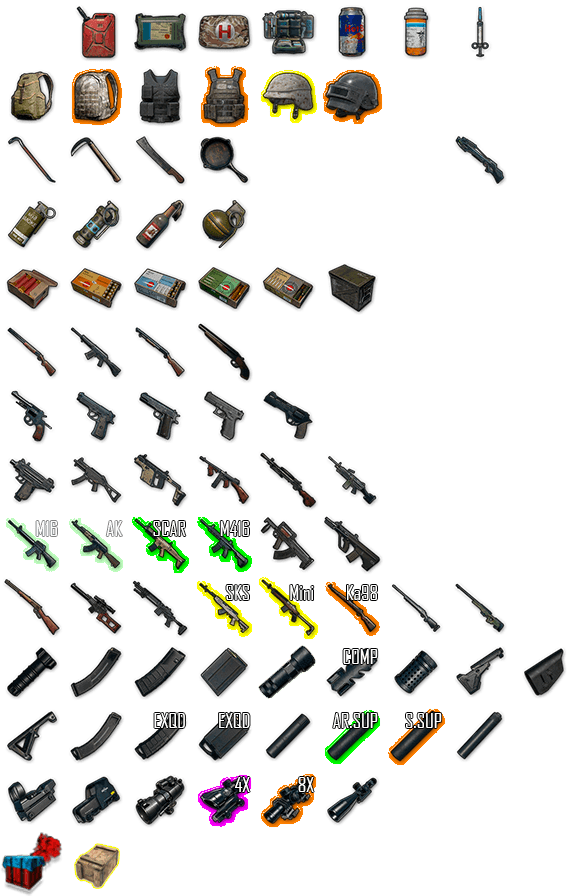 H
M16 AK SCAR M416
SKS Mini Ka98
COMP
EXQD EXQD AR.SUP S.SUP
4X 8X